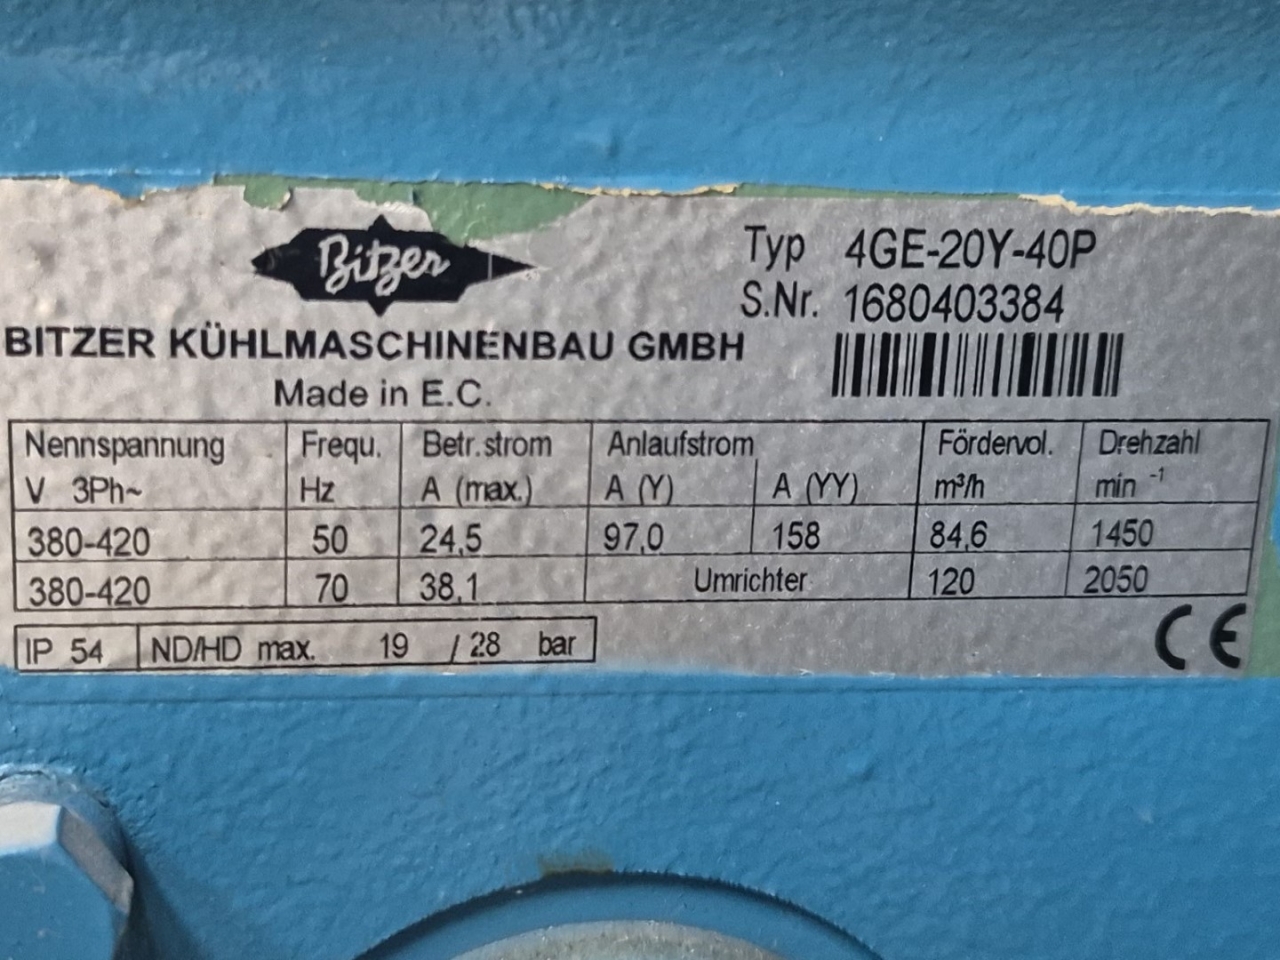 Bitzer
Typ 4GE-20Y-40P
S.Nr. 1680403384
BITZER KÜHLMASCHINENBAU GMBH
Made in E.C.
Nennspannung Frequ. Betr.strom Anlaufstrom Fördervol. Drehzahl
V 3Ph~ Hz A (max.) A (Y) A (YY) m³/h min ⁻¹
380-420 50 24,5 97,0 158 84,6 1450
380-420 70 38,1 Umrichter 120 2050
IP 54 ND/HD max. 19 / 28 bar
CE